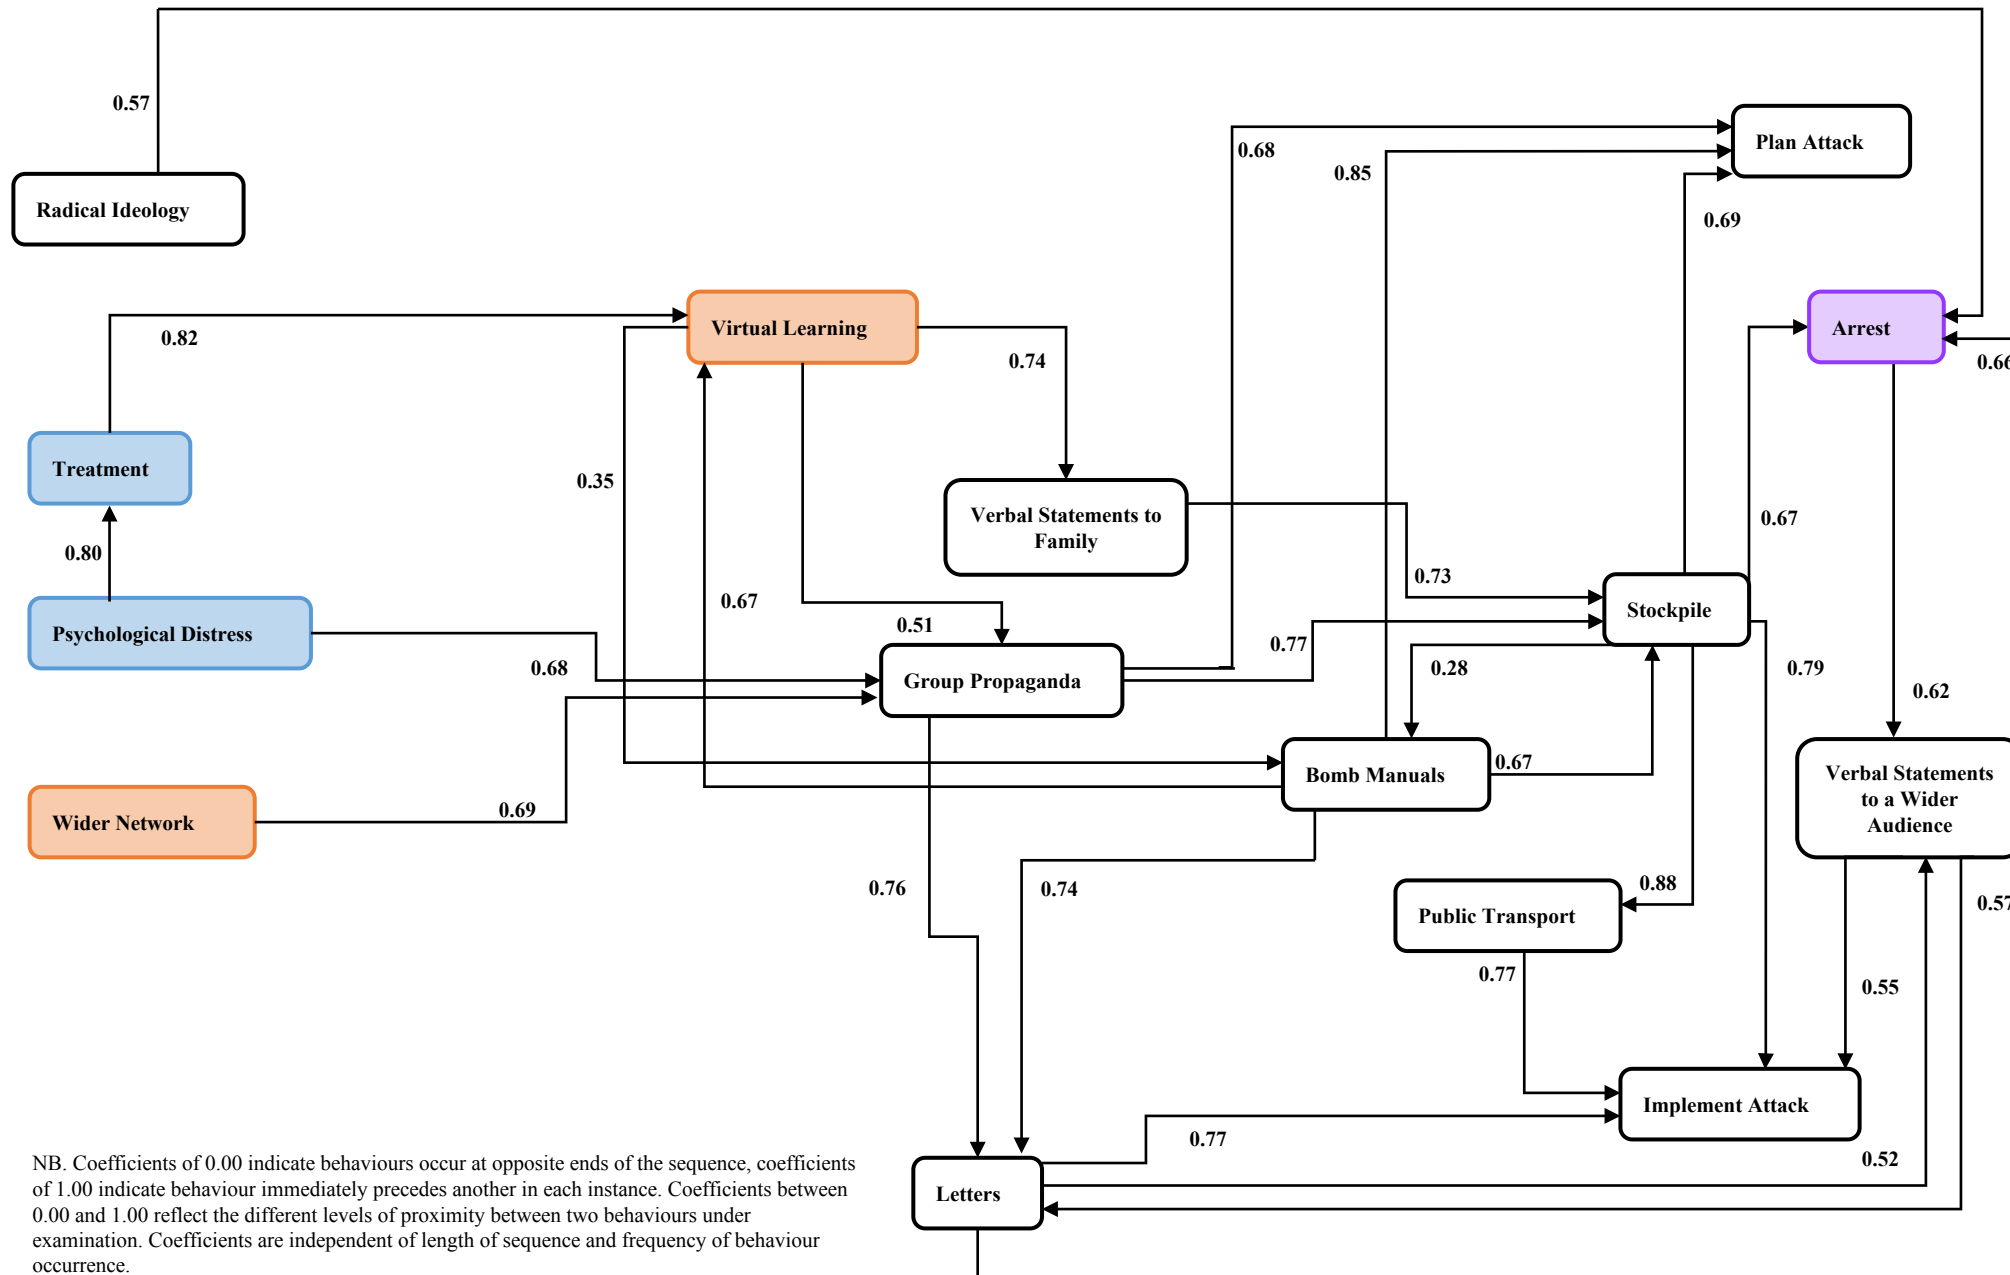 0.57
Radical Ideology
0.68
Plan Attack
0.85
0.69
0.82
Virtual Learning
0.74
Arrest
0.66
Treatment
0.35
Verbal Statements to
Family
0.67
0.80
0.73
Psychological Distress
0.67
0.51
Stockpile
0.77
0.68
Group Propaganda
0.28
0.79
0.62
Wider Network
0.69
Bomb Manuals
0.67
Verbal Statements
to a Wider
Audience
0.76
0.74
Public Transport
0.88
0.57
0.77
0.55
Implement Attack
0.77
0.52
Letters
NB. Coefficients of 0.00 indicate behaviours occur at opposite ends of the sequence, coefficients
of 1.00 indicate behaviour immediately precedes another in each instance. Coefficients between
0.00 and 1.00 reflect the different levels of proximity between two behaviours under
examination. Coefficients are independent of length of sequence and frequency of behaviour
occurrence.